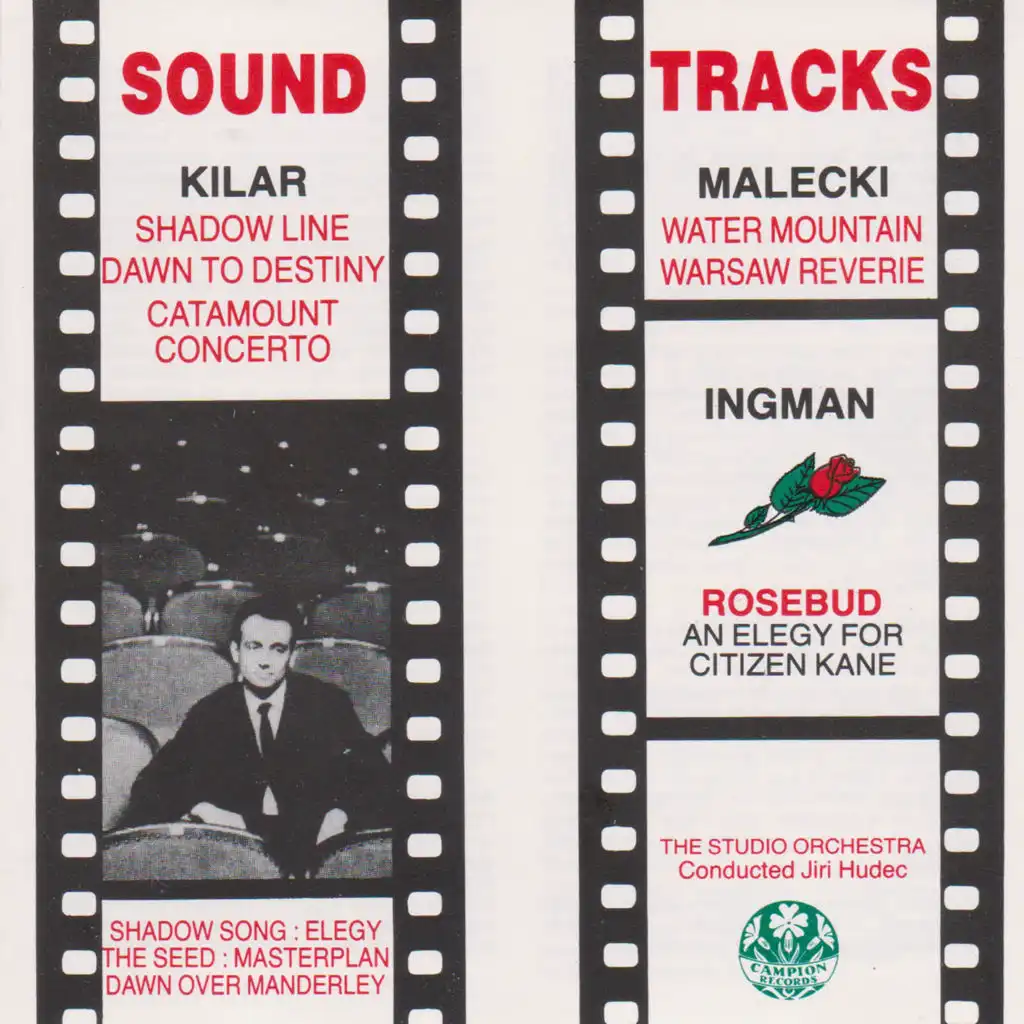 SOUND
KILAR
SHADOW LINE
DAWN TO DESTINY
CATAMOUNT
CONCERTO
SHADOW SONG : ELEGY
THE SEED : MASTERPLAN
DAWN OVER MANDERLEY
TRACKS
MALECKI
WATER MOUNTAIN
WARSAW REVERIE
INGMAN
ROSEBUD
AN ELEGY FOR
CITIZEN KANE
THE STUDIO ORCHESTRA
Conducted Jiri Hudec
CAMPION
RECORDS